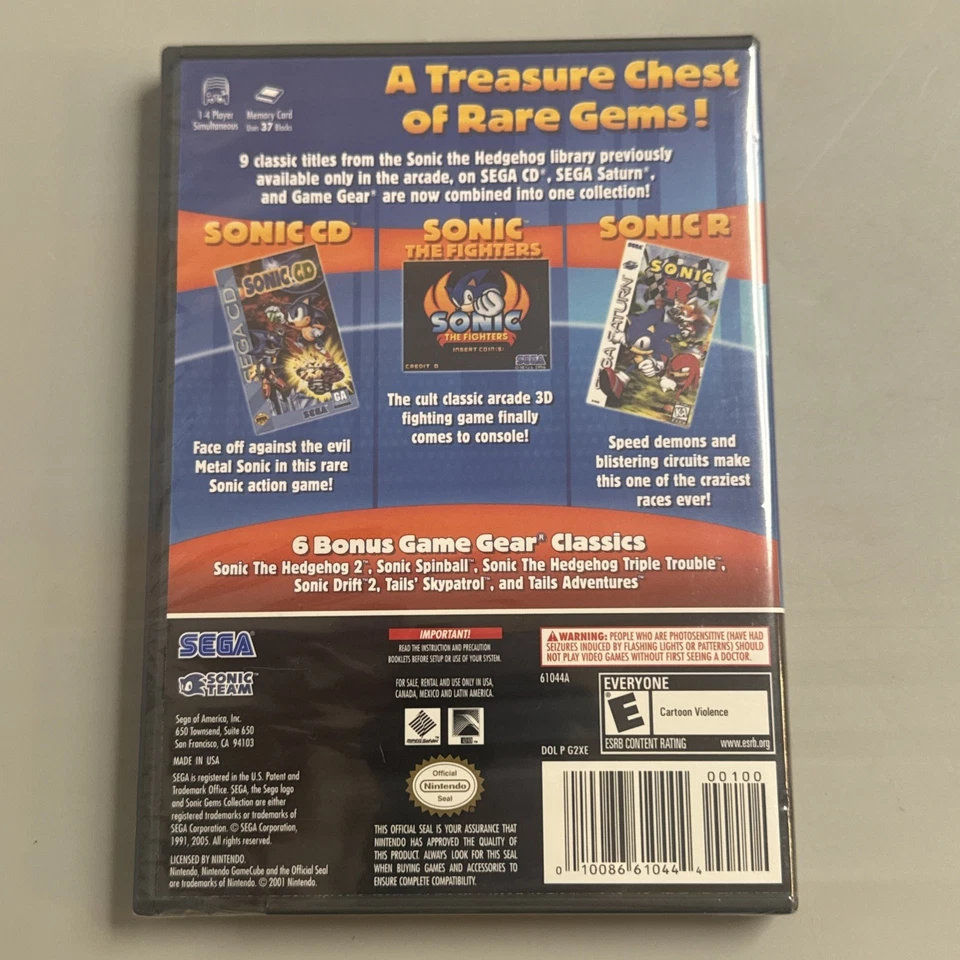 A Treasure Chest
of Rare Gems!
1-4 Player
Simultaneous
Memory Card
Uses 37 Blocks
9 classic titles from the Sonic the Hedgehog library previously
available only in the arcade, on SEGA CD®, SEGA Saturn®,
and Game Gear® are now combined into one collection!
SONIC CD™
SEGA CD
SONIC CD
SEGA
GA
Face off against the evil
Metal Sonic in this rare
Sonic action game!
SONIC™
THE FIGHTERS
SONIC
THE FIGHTERS
INSERT COIN(S)
CREDIT 0
SEGA
The cult classic arcade 3D
fighting game finally
comes to console!
SONIC R™
SEGA SATURN
SONIC
R
Speed demons and
blistering circuits make
this one of the craziest
races ever!
6 Bonus Game Gear® Classics
Sonic The Hedgehog 2™, Sonic Spinball™, Sonic The Hedgehog Triple Trouble™,
Sonic Drift™2, Tails' Skypatrol™, and Tails Adventures™
SEGA
SONIC
TEAM
Sega of America, Inc.
650 Townsend, Suite 650
San Francisco, CA 94103
MADE IN USA
SEGA is registered in the U.S. Patent and
Trademark Office. SEGA, the Sega logo
and Sonic Gems Collection are either
registered trademarks or trademarks of
SEGA Corporation. © SEGA Corporation,
1991, 2005. All rights reserved.
LICENSED BY NINTENDO.
Nintendo, Nintendo GameCube and the Official Seal
are trademarks of Nintendo. © 2001 Nintendo.
IMPORTANT!
READ THE INSTRUCTION AND PRECAUTION
BOOKLETS BEFORE SETUP OR USE OF YOUR SYSTEM.
FOR SALE, RENTAL AND USE ONLY IN USA,
CANADA, MEXICO AND LATIN AMERICA.
Official
Nintendo
Seal
THIS OFFICIAL SEAL IS YOUR ASSURANCE THAT
NINTENDO HAS APPROVED THE QUALITY OF
THIS PRODUCT. ALWAYS LOOK FOR THIS SEAL
WHEN BUYING GAMES AND ACCESSORIES TO
ENSURE COMPLETE COMPATIBILITY.
WARNING: PEOPLE WHO ARE PHOTOSENSITIVE (HAVE HAD
SEIZURES INDUCED BY FLASHING LIGHTS OR PATTERNS) SHOULD
NOT PLAY VIDEO GAMES WITHOUT FIRST SEEING A DOCTOR.
61044A
EVERYONE
E
Cartoon Violence
ESRB CONTENT RATING www.esrb.org
DOL P G2XE
00100
0 10086 61044 4